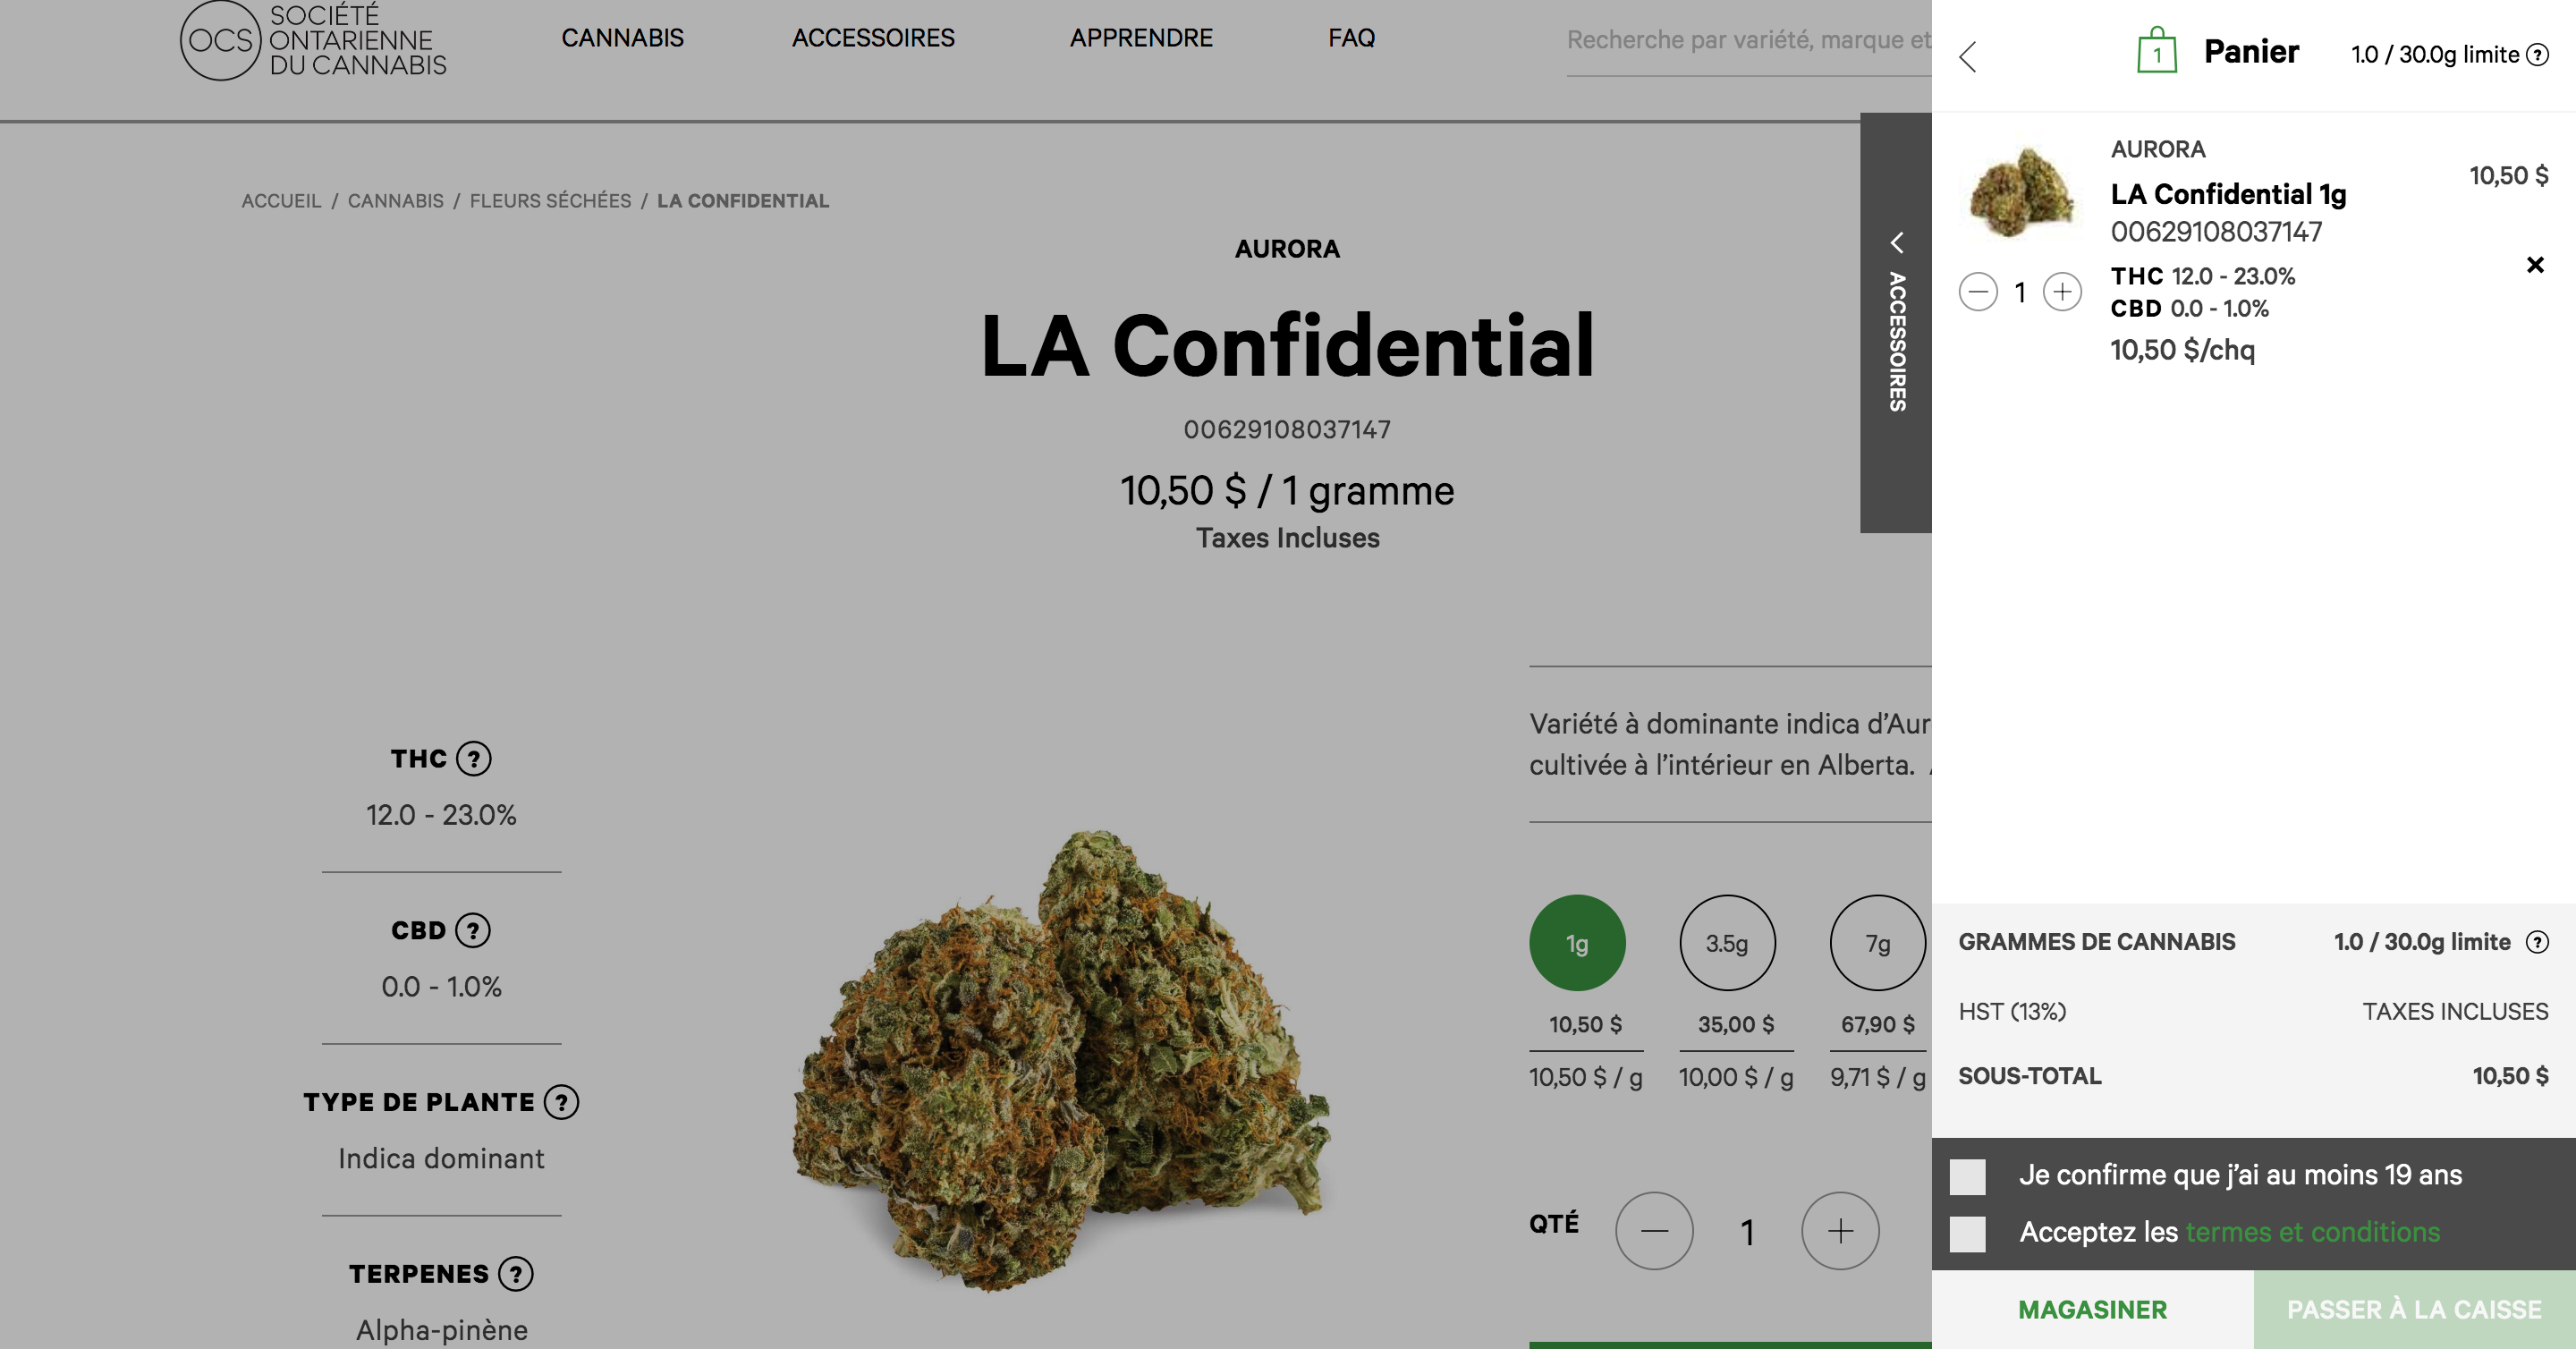 OCS
SOCIÉTÉ
ONTARIENNE
DU CANNABIS
CANNABIS
ACCESSOIRES
APPRENDRE
FAQ
Recherche par variété, marque et
ACCUEIL / CANNABIS / FLEURS SÉCHÉES / LA CONFIDENTIAL
AURORA
LA Confidential
00629108037147
10,50 $ / 1 gramme
Taxes Incluses
THC ?
12.0 - 23.0%
CBD ?
0.0 - 1.0%
TYPE DE PLANTE ?
Indica dominant
TERPENES ?
Alpha-pinène
Variété à dominante indica d’Aur
cultivée à l’intérieur en Alberta.
1g
3.5g
7g
10,50 $
35,00 $
67,90 $
10,50 $ / g
10,00 $ / g
9,71 $ / g
QTÉ
1
ACCESSOIRES
1
Panier
1.0 / 30.0g limite ?
AURORA
10,50 $
LA Confidential 1g
00629108037147
THC 12.0 - 23.0%
1
CBD 0.0 - 1.0%
10,50 $/chq
GRAMMES DE CANNABIS
1.0 / 30.0g limite ?
HST (13%)
TAXES INCLUSES
SOUS-TOTAL
10,50 $
Je confirme que j’ai au moins 19 ans
Acceptez les termes et conditions
MAGASINER
PASSER À LA CAISSE